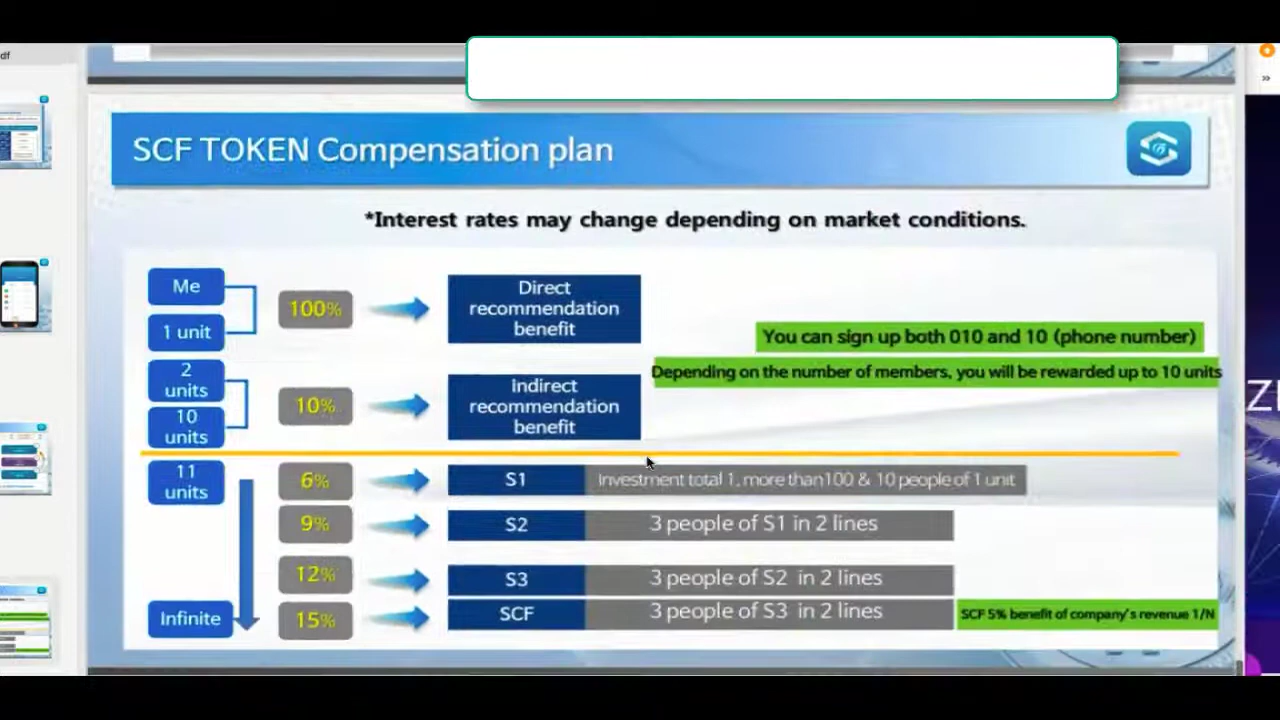 df
»
SCF TOKEN Compensation plan
*Interest rates may change depending on market conditions.
Me
1 unit
100%
Direct
recommendation
benefit
You can sign up both 010 and 10 (phone number)
Depending on the number of members, you will be rewarded up to 10 units
2
units
10
units
10%
Indirect
recommendation
benefit
11
units
6%
S1
Investment total 1, more than100 & 10 people of 1 unit
9%
S2
3 people of S1 in 2 lines
12%
S3
3 people of S2 in 2 lines
Infinite
15%
SCF
3 people of S3 in 2 lines
SCF 5% benefit of company's revenue 1/N